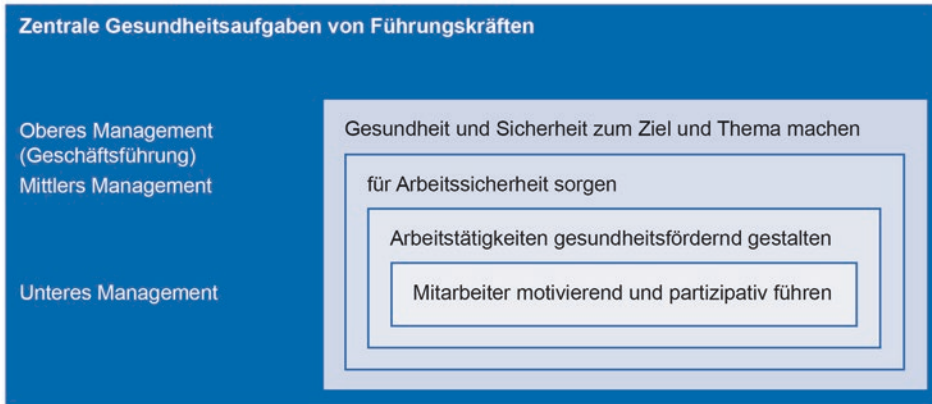 Zentrale Gesundheitsaufgaben von Führungskräften
Oberes Management
(Geschäftsführung)
Mittlers Management
Unteres Management
Gesundheit und Sicherheit zum Ziel und Thema machen
für Arbeitssicherheit sorgen
Arbeitstätigkeiten gesundheitsfördernd gestalten
Mitarbeiter motivierend und partizipativ führen